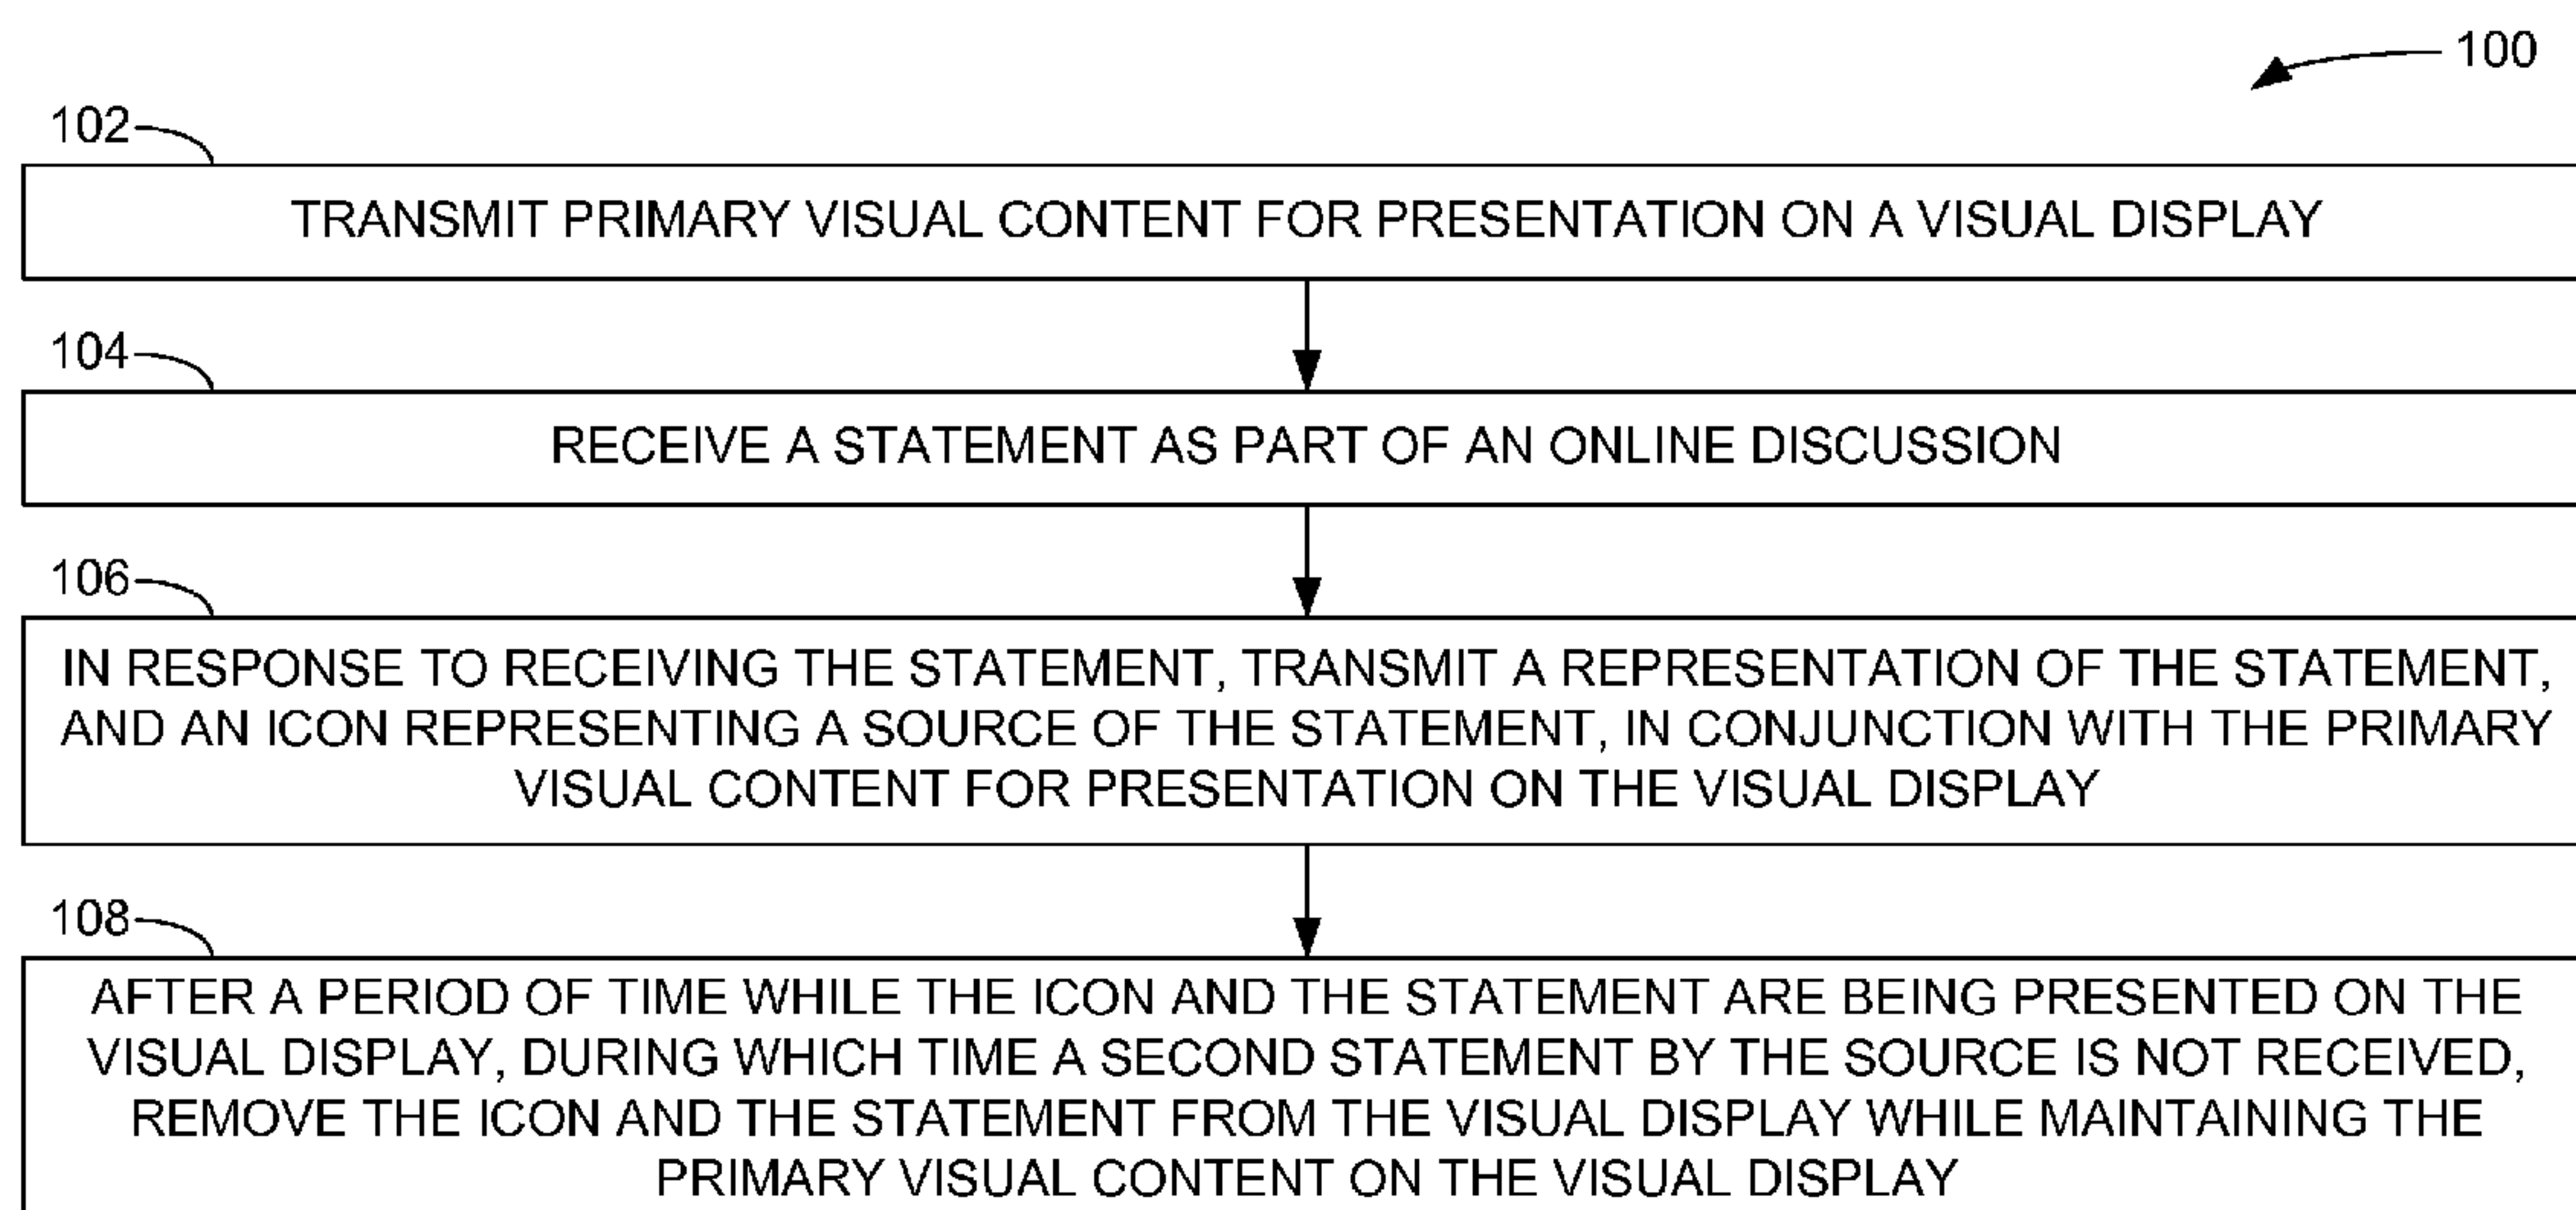 100
102
TRANSMIT PRIMARY VISUAL CONTENT FOR PRESENTATION ON A VISUAL DISPLAY
104
RECEIVE A STATEMENT AS PART OF AN ONLINE DISCUSSION
106
IN RESPONSE TO RECEIVING THE STATEMENT, TRANSMIT A REPRESENTATION OF THE STATEMENT,
AND AN ICON REPRESENTING A SOURCE OF THE STATEMENT, IN CONJUNCTION WITH THE PRIMARY
VISUAL CONTENT FOR PRESENTATION ON THE VISUAL DISPLAY
108
AFTER A PERIOD OF TIME WHILE THE ICON AND THE STATEMENT ARE BEING PRESENTED ON THE
VISUAL DISPLAY, DURING WHICH TIME A SECOND STATEMENT BY THE SOURCE IS NOT RECEIVED,
REMOVE THE ICON AND THE STATEMENT FROM THE VISUAL DISPLAY WHILE MAINTAINING THE
PRIMARY VISUAL CONTENT ON THE VISUAL DISPLAY